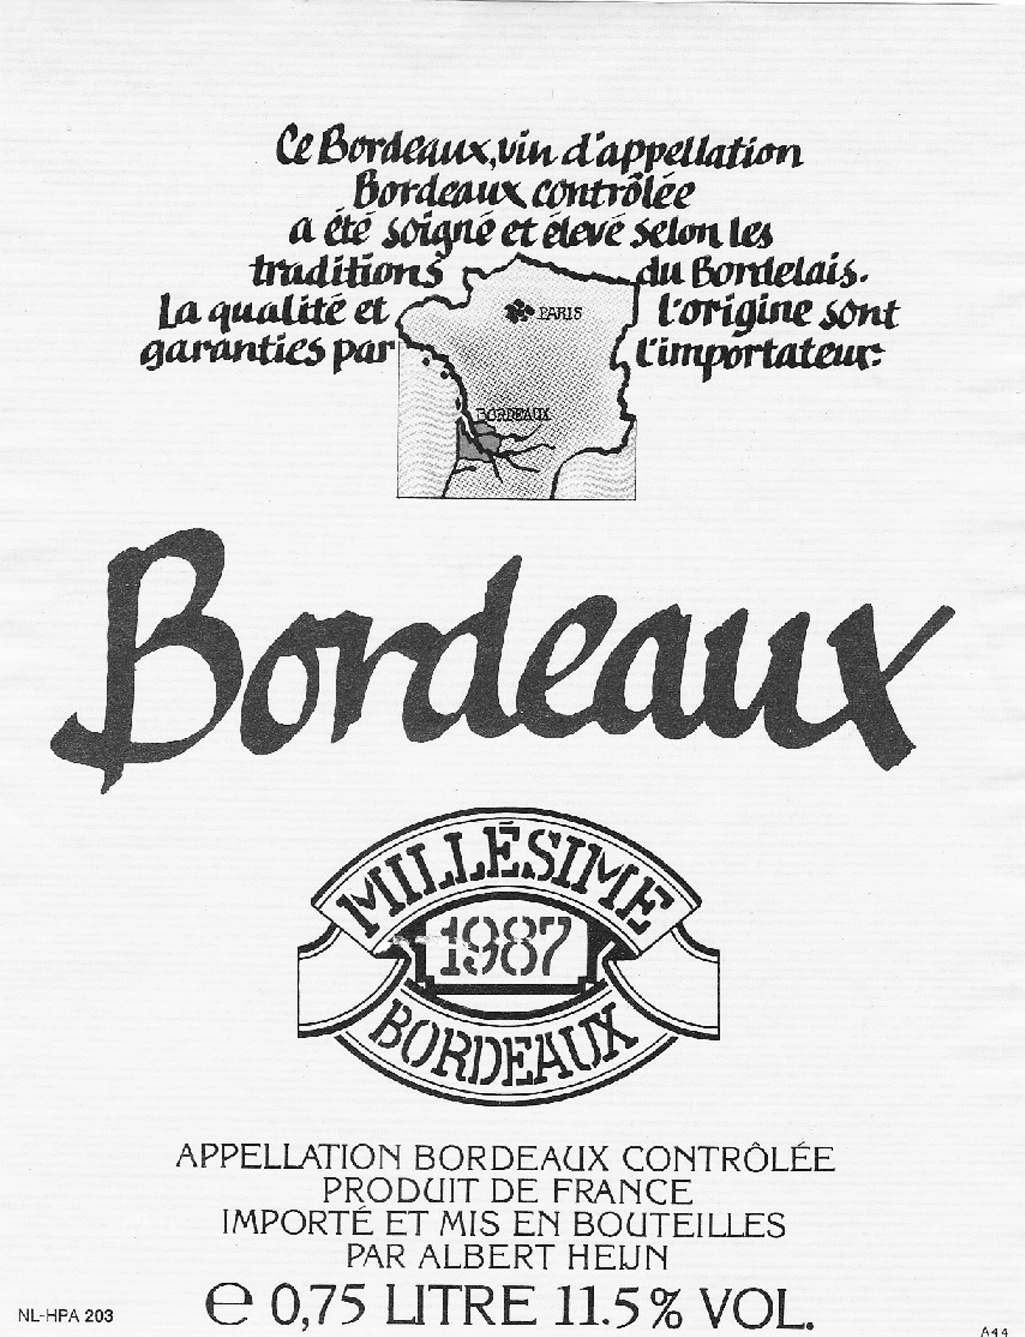 Ce Bordeaux, vin d'appellation
Bordeaux contrôlée
a été soigné et élevé selon les
traditions du Bordelais.
La qualité et l'origine sont
garanties par l'importateur:
PARIS
BORDEAUX
Bordeaux
MILLÉSIME
1987
BORDEAUX
APPELLATION BORDEAUX CONTRÔLÉE
PRODUIT DE FRANCE
IMPORTÉ ET MIS EN BOUTEILLES
PAR ALBERT HEIJN
e 0,75 LITRE 11.5% VOL.
NL-HPA 203
A44